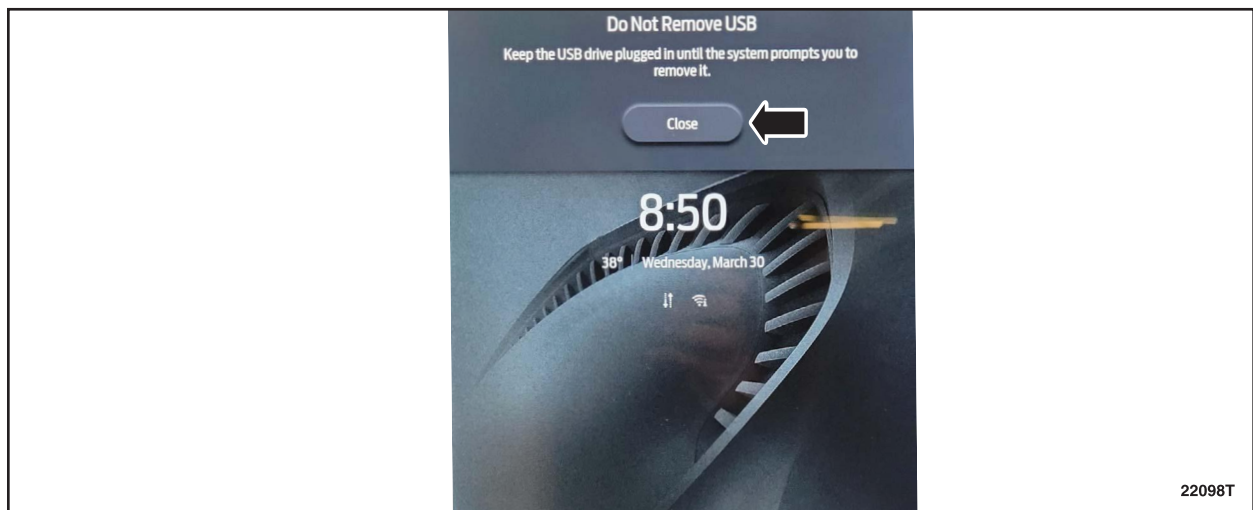 Do Not Remove USB
Keep the USB drive plugged in until the system prompts you to
remove it.
Close
8:50
38° Wednesday, March 30
22098T